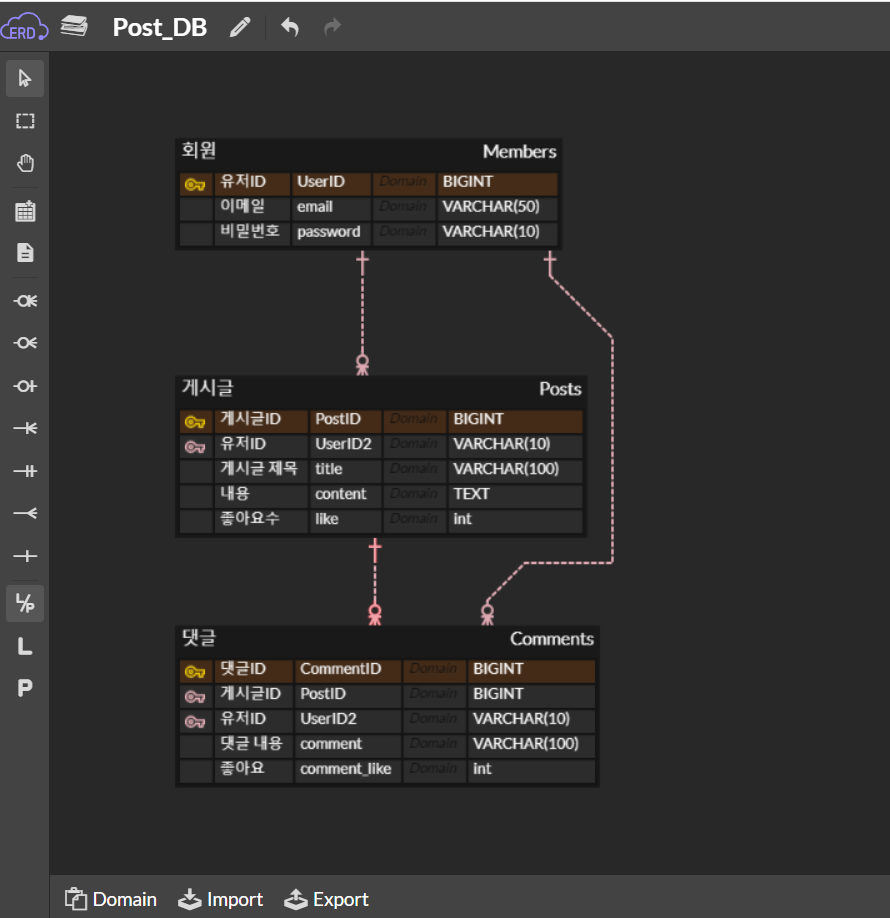 ERD Post_DB
회원 Members
유저ID UserID Domain BIGINT
이메일 email Domain VARCHAR(50)
비밀번호 password Domain VARCHAR(10)
게시글 Posts
게시글ID PostID Domain BIGINT
유저ID UserID2 Domain VARCHAR(10)
게시글 제목 title Domain VARCHAR(100)
내용 content Domain TEXT
좋아요수 like Domain int
댓글 Comments
댓글ID CommentID Domain BIGINT
게시글ID PostID Domain BIGINT
유저ID UserID2 Domain VARCHAR(10)
댓글 내용 comment Domain VARCHAR(100)
좋아요 comment_like Domain int
L/P
L
P
Domain Import Export